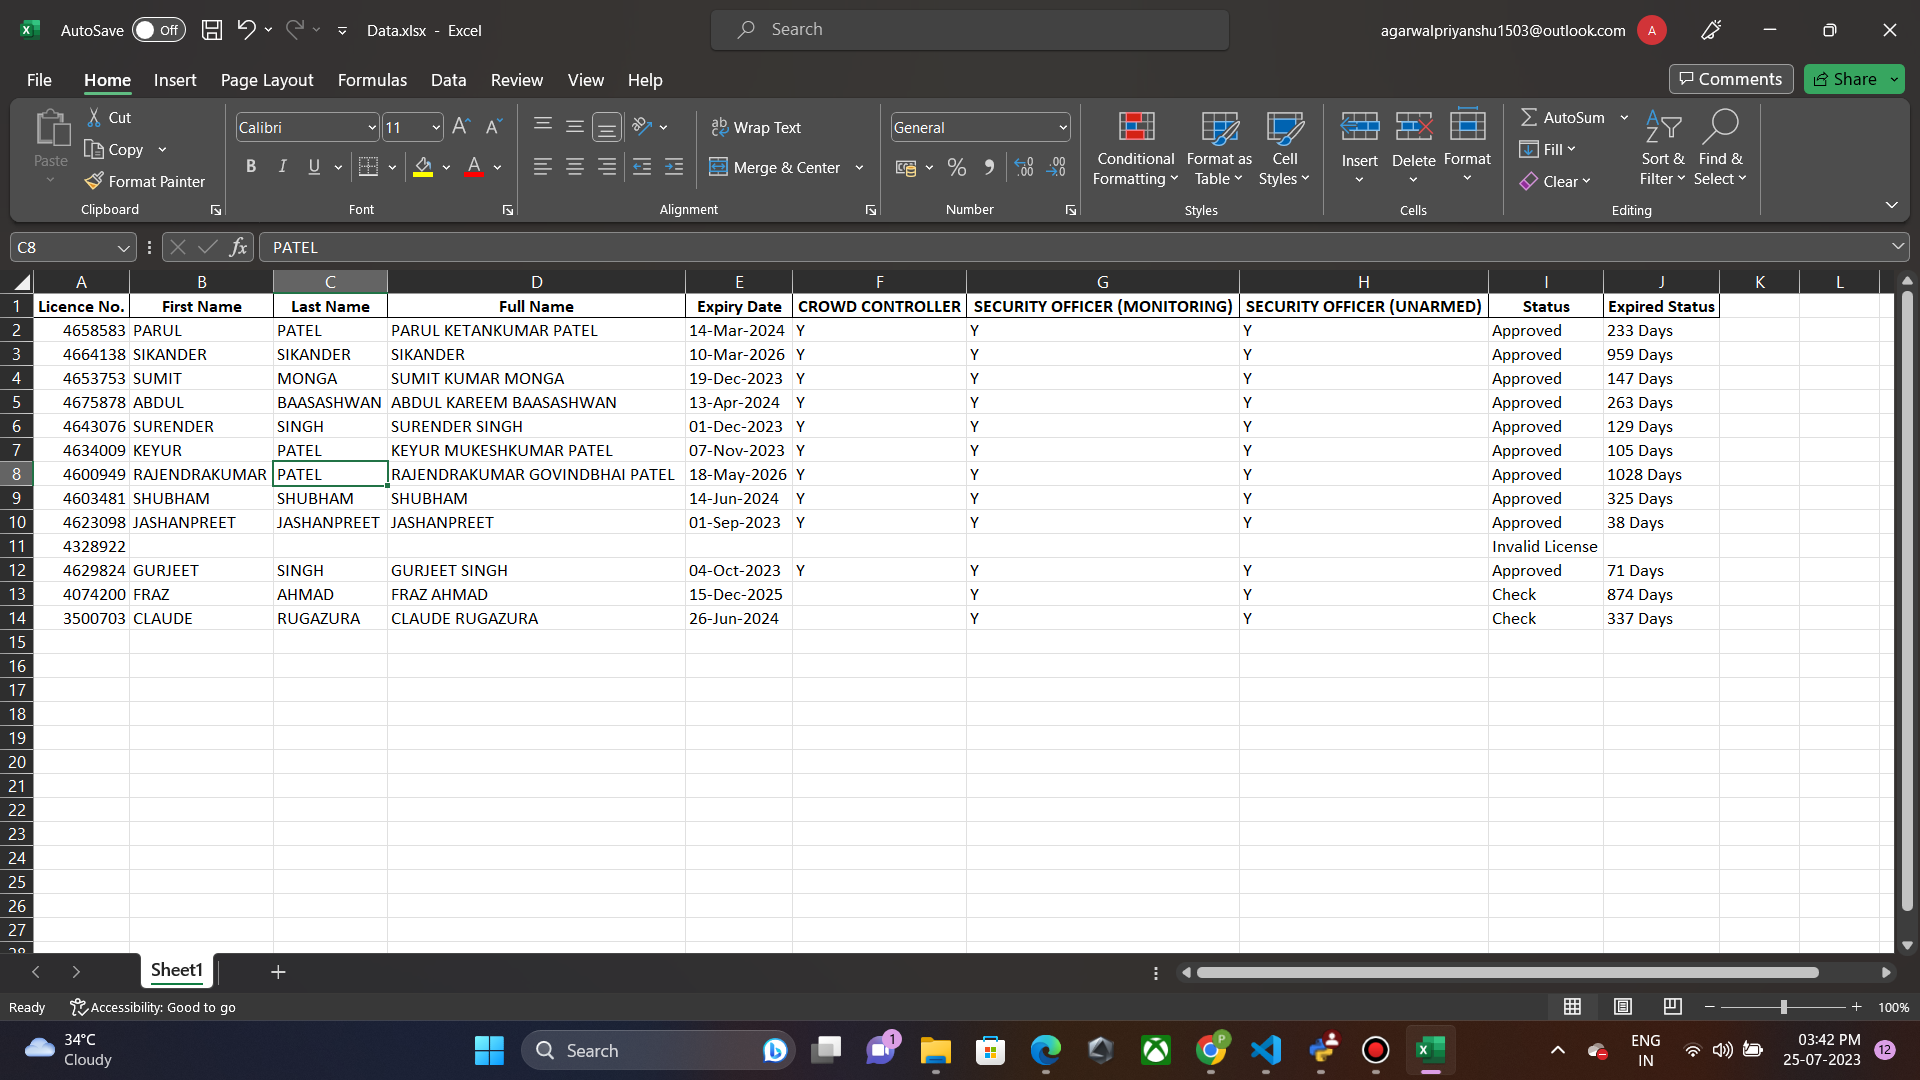 AutoSave Off Data.xlsx - Excel Search agarwalpriyanshu1503@outlook.com A
File Home Insert Page Layout Formulas Data Review View Help Comments Share
Paste Cut Copy Format Painter Clipboard
Calibri 11 B I U A Font
Wrap Text Merge & Center Alignment
General % Number
Conditional Formatting Format as Table Cell Styles Styles
Insert Delete Format Cells
AutoSum Fill Clear Sort & Filter Find & Select Editing
C8 fx PATEL
A B C D E F G H I J K L
1 Licence No. First Name Last Name Full Name Expiry Date CROWD CONTROLLER SECURITY OFFICER (MONITORING) SECURITY OFFICER (UNARMED) Status Expired Status
2 4658583 PARUL PATEL PARUL KETANKUMAR PATEL 14-Mar-2024 Y Y Y Approved 233 Days
3 4664138 SIKANDER SIKANDER SIKANDER 10-Mar-2026 Y Y Y Approved 959 Days
4 4653753 SUMIT MONGA SUMIT KUMAR MONGA 19-Dec-2023 Y Y Y Approved 147 Days
5 4675878 ABDUL BAASASHWAN ABDUL KAREEM BAASASHWAN 13-Apr-2024 Y Y Y Approved 263 Days
6 4643076 SURENDER SINGH SURENDER SINGH 01-Dec-2023 Y Y Y Approved 129 Days
7 4634009 KEYUR PATEL KEYUR MUKESHKUMAR PATEL 07-Nov-2023 Y Y Y Approved 105 Days
8 4600949 RAJENDRAKUMAR PATEL RAJENDRAKUMAR GOVINDBHAI PATEL 18-May-2026 Y Y Y Approved 1028 Days
9 4603481 SHUBHAM SHUBHAM SHUBHAM 14-Jun-2024 Y Y Y Approved 325 Days
10 4623098 JASHANPREET JASHANPREET JASHANPREET 01-Sep-2023 Y Y Y Approved 38 Days
11 4328922 Invalid License
12 4629824 GURJEET SINGH GURJEET SINGH 04-Oct-2023 Y Y Y Approved 71 Days
13 4074200 FRAZ AHMAD FRAZ AHMAD 15-Dec-2025 Y Y Check 874 Days
14 3500703 CLAUDE RUGAZURA CLAUDE RUGAZURA 26-Jun-2024 Y Y Check 337 Days
15
16
17
18
19
20
21
22
23
24
25
26
27
28
Sheet1
Ready Accessibility: Good to go 100%
34°C
Cloudy
Search 1 P
ENG
IN
03:42 PM
25-07-2023
12